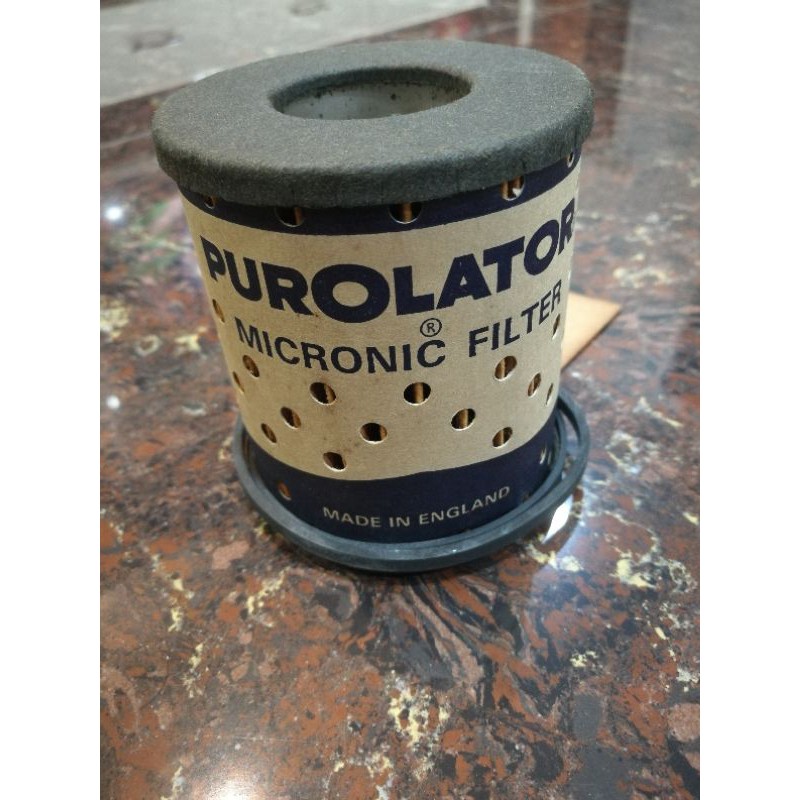 PUROLATOR
®
MICRONIC FILTER
MADE IN ENGLAND